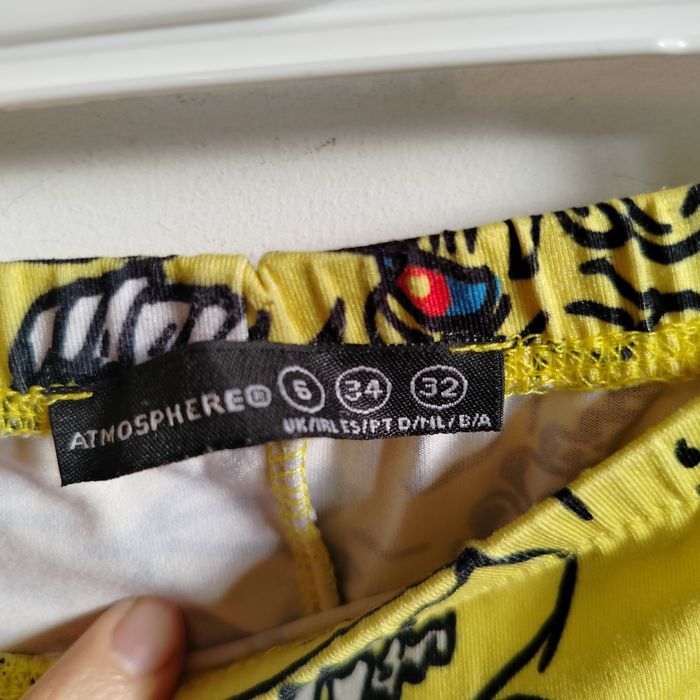 ATMOSPHERE® 6 34 32
UK/IRL ES/PT D/NL/B/A